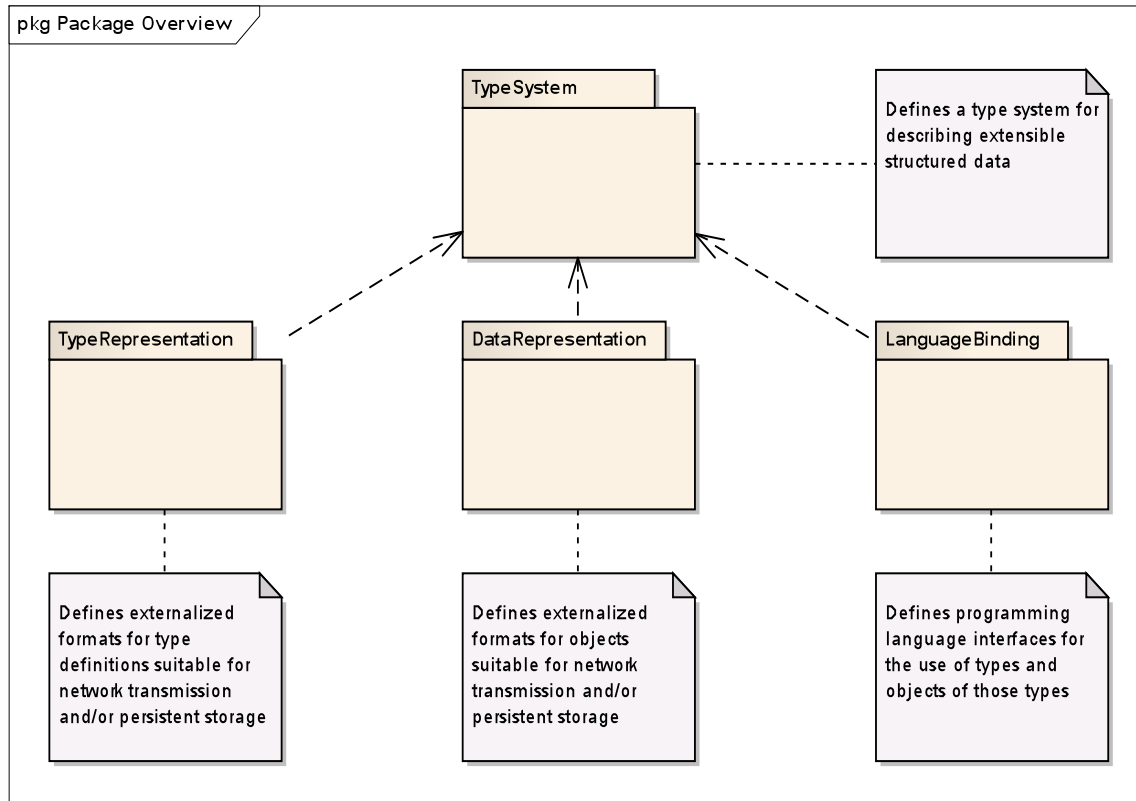 pkg Package Overview
TypeSystem
Defines a type system for
describing extensible
structured data
TypeRepresentation
DataRepresentation
LanguageBinding
Defines externalized
formats for type
definitions suitable for
network transmission
and/or persistent storage
Defines externalized
formats for objects
suitable for network
transmission and/or
persistent storage
Defines programming
language interfaces for
the use of types and
objects of those types